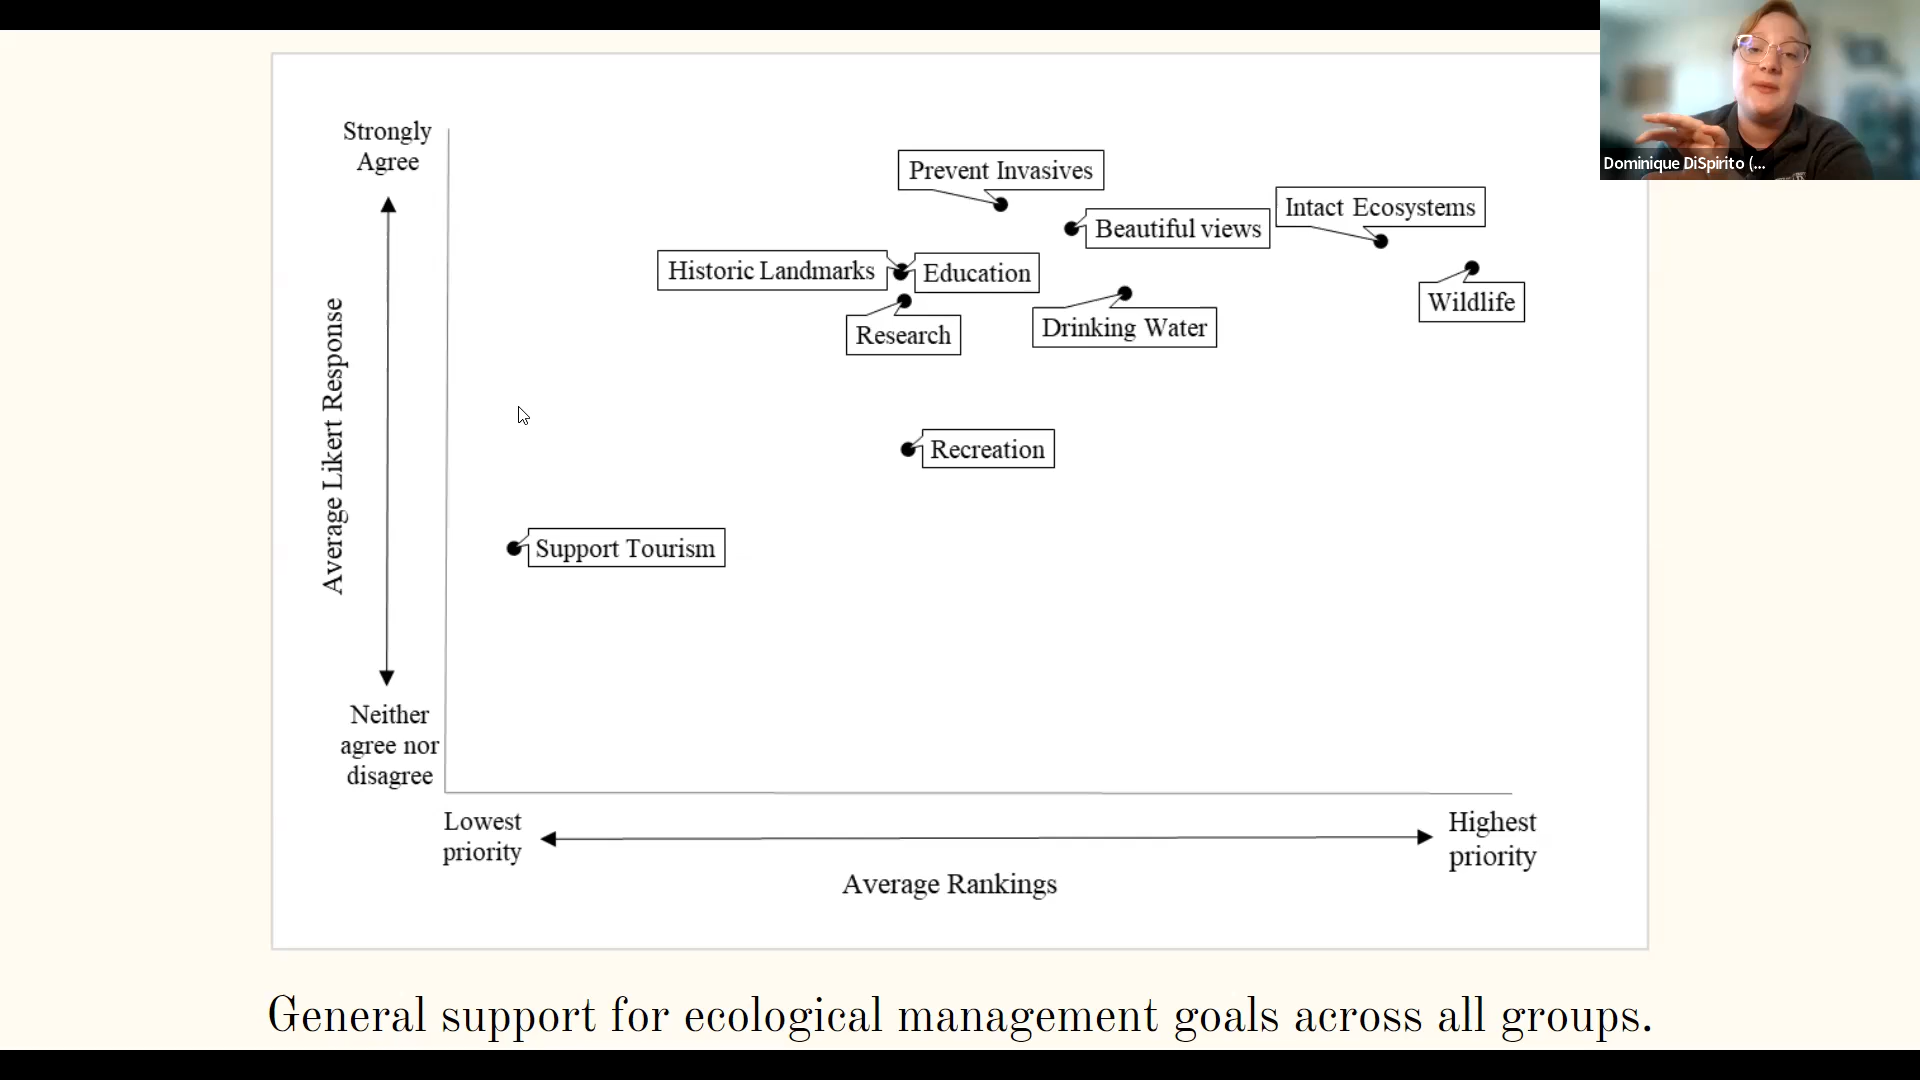 Dominique DiSpirito (...
Strongly
Agree
Prevent Invasives
Intact Ecosystems
Beautiful views
Historic Landmarks
Education
Wildlife
Research
Drinking Water
Average Likert Response
Recreation
Support Tourism
Neither
agree nor
disagree
Lowest
priority
Highest
priority
Average Rankings
General support for ecological management goals across all groups.